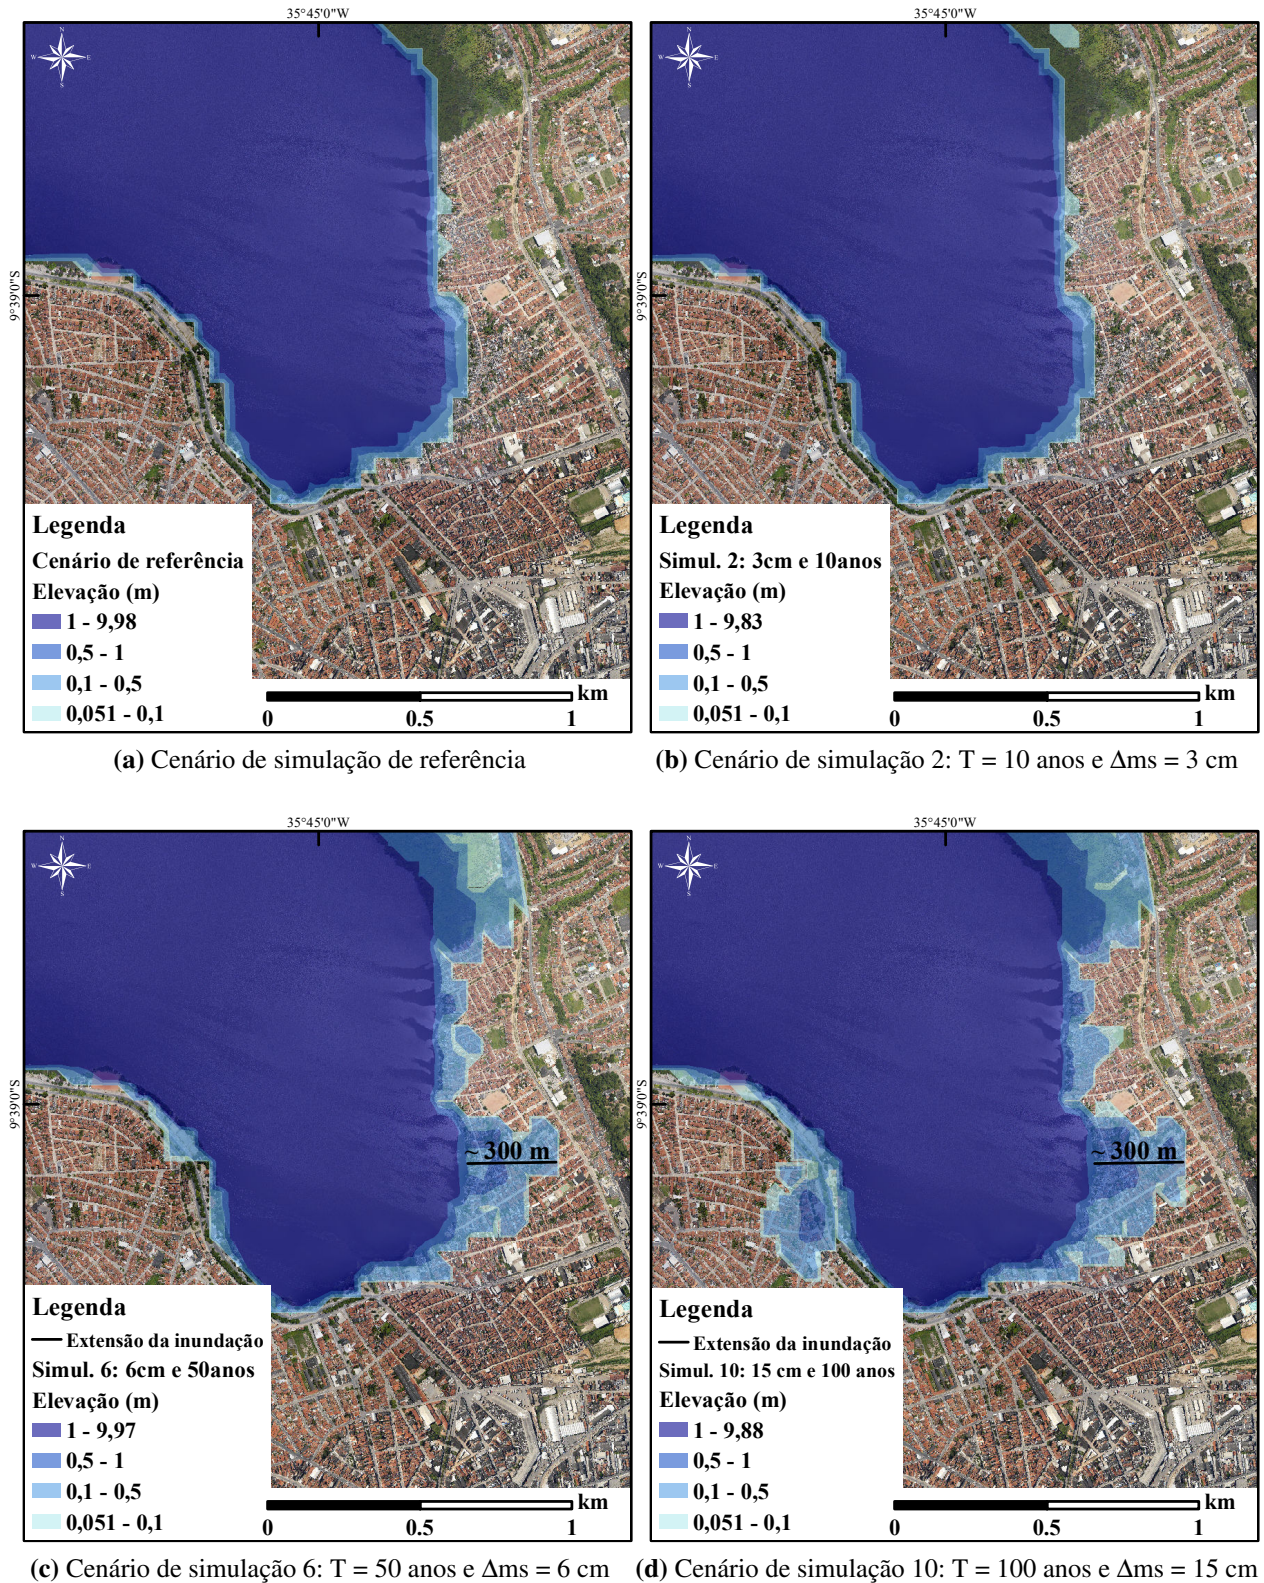 35°45'0"W
35°45'0"W
N
W E
S
N
W E
S
9°39'0"S
Legenda
Cenário de referência
Elevação (m)
1 - 9,98
0,5 - 1
0,1 - 0,5
0,051 - 0,1
km
0 0.5 1
Legenda
Simul. 2: 3cm e 10anos
Elevação (m)
1 - 9,83
0,5 - 1
0,1 - 0,5
0,051 - 0,1
km
0 0.5 1
(a) Cenário de simulação de referência
(b) Cenário de simulação 2: T = 10 anos e Δms = 3 cm
35°45'0"W
35°45'0"W
N
W E
S
N
W E
S
9°39'0"S
9°39'0"S
~ 300 m
~ 300 m
9°39'0"S
Legenda
Extensão da inundação
Simul. 6: 6cm e 50anos
Elevação (m)
1 - 9,97
0,5 - 1
0,1 - 0,5
0,051 - 0,1
km
0 0.5 1
Legenda
Extensão da inundação
Simul. 10: 15 cm e 100 anos
Elevação (m)
1 - 9,88
0,5 - 1
0,1 - 0,5
0,051 - 0,1
km
0 0.5 1
(c) Cenário de simulação 6: T = 50 anos e Δms = 6 cm
(d) Cenário de simulação 10: T = 100 anos e Δms = 15 cm